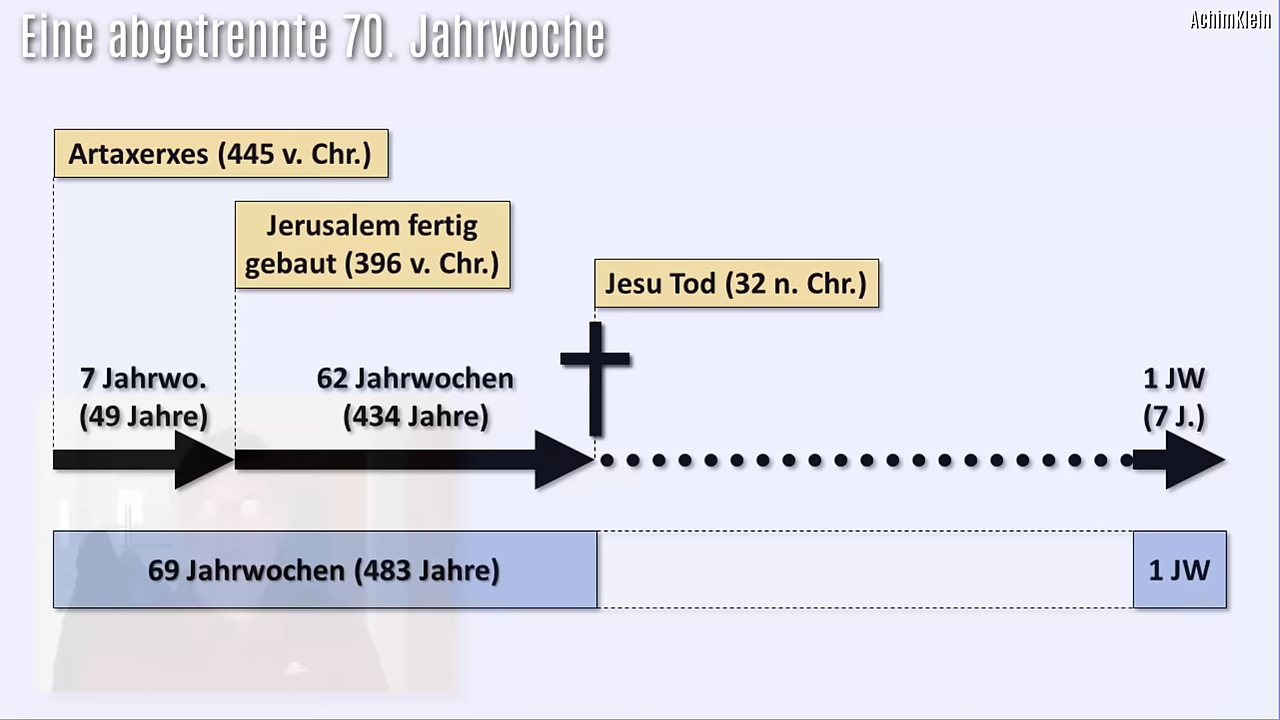 Eine abgetrennte 70. Jahrwoche
AchimKlein
Artaxerxes (445 v. Chr.)
Jerusalem fertig
gebaut (396 v. Chr.)
Jesu Tod (32 n. Chr.)
7 Jahrwo.
(49 Jahre)
62 Jahrwochen
(434 Jahre)
1 JW
(7 J.)
69 Jahrwochen (483 Jahre)
1 JW